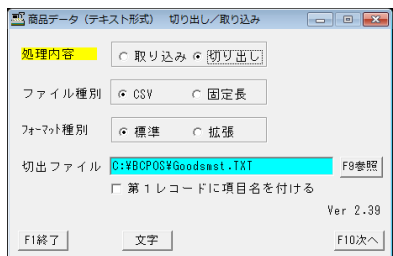 商品データ（テキスト形式） 切り出し／取り込み
処理内容 取り込み 切り出し
ファイル種別 CSV 固定長
フォーマット種別 標準 拡張
切出ファイル C:¥BCPOS¥Goodsmst.TXT F9参照
第１レコードに項目名を付ける
Ver 2.39
F1終了 文字 F10次へ